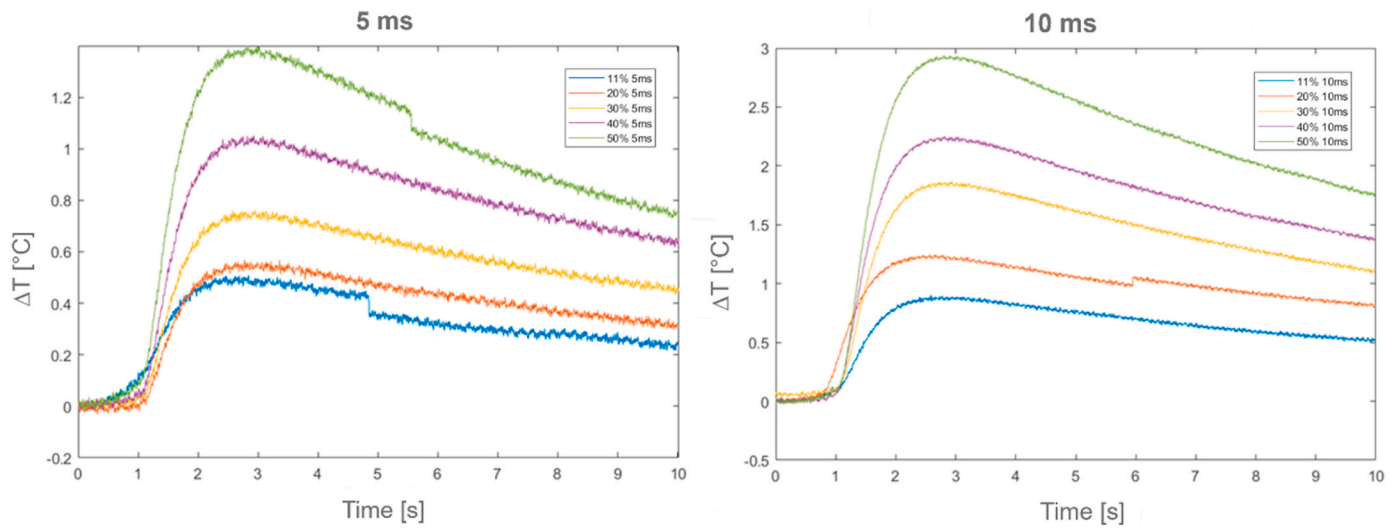 5 ms
ΔT [°C]
1.2
1
0.8
0.6
0.4
0.2
0
-0.2
11% 5ms
20% 5ms
30% 5ms
40% 5ms
50% 5ms
0 1 2 3 4 5 6 7 8 9 10
Time [s]
10 ms
ΔT [°C]
3
2.5
2
1.5
1
0.5
0
-0.5
11% 10ms
20% 10ms
30% 10ms
40% 10ms
50% 10ms
0 1 2 3 4 5 6 7 8 9 10
Time [s]